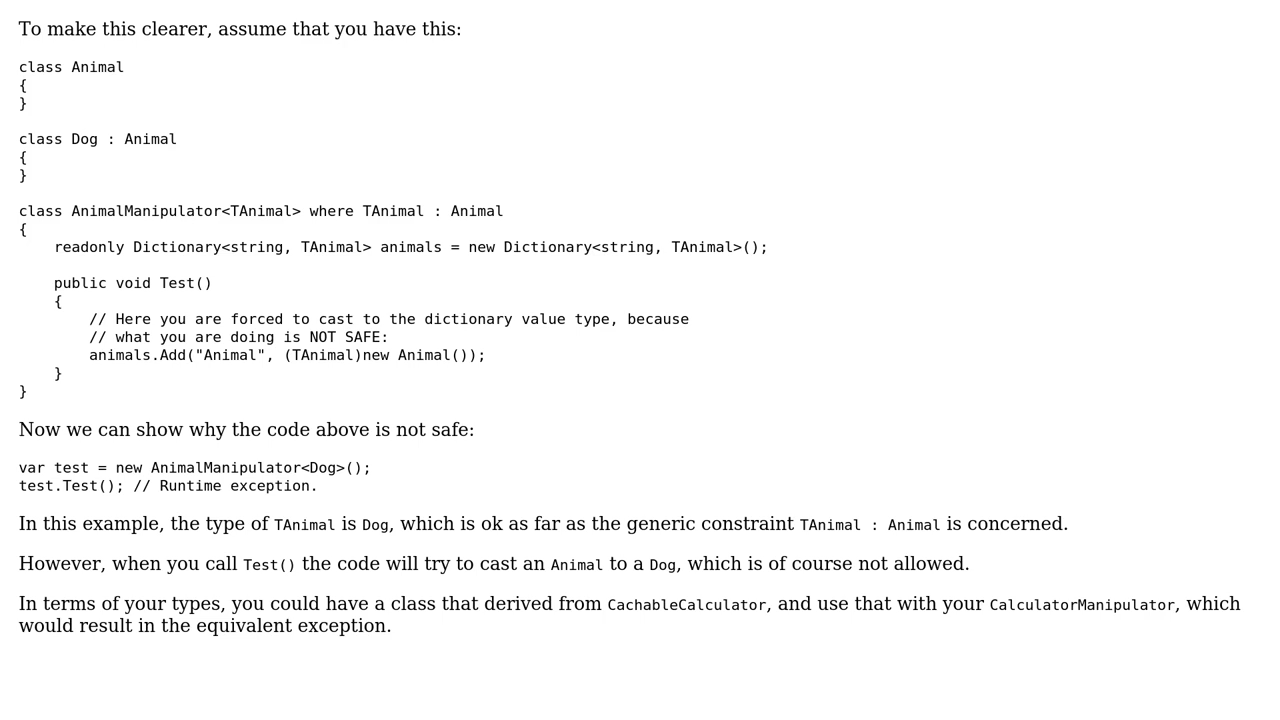 To make this clearer, assume that you have this:
class Animal
{
}
class Dog : Animal
{
}
class AnimalManipulator<TAnimal> where TAnimal : Animal
{
    readonly Dictionary<string, TAnimal> animals = new Dictionary<string, TAnimal>();
    public void Test()
    {
        // Here you are forced to cast to the dictionary value type, because
        // what you are doing is NOT SAFE:
        animals.Add("Animal", (TAnimal)new Animal());
    }
}
Now we can show why the code above is not safe:
var test = new AnimalManipulator<Dog>();
test.Test(); // Runtime exception.
In this example, the type of TAnimal is Dog, which is ok as far as the generic constraint TAnimal : Animal is concerned.
However, when you call Test() the code will try to cast an Animal to a Dog, which is of course not allowed.
In terms of your types, you could have a class that derived from CachableCalculator, and use that with your CalculatorManipulator, which
would result in the equivalent exception.